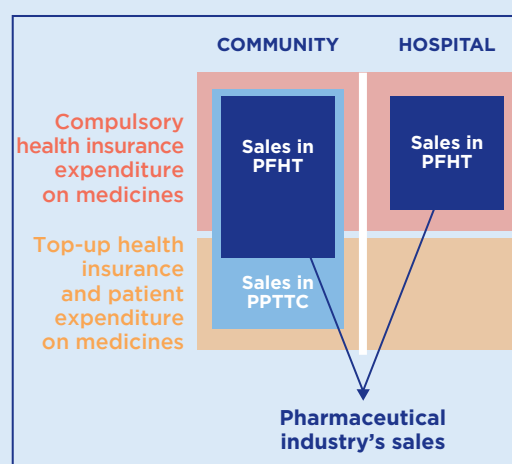 COMMUNITY
HOSPITAL
Compulsory
health insurance
expenditure
on medicines
Sales in
PFHT
Sales in
PFHT
Top-up health
insurance
and patient
expenditure
on medicines
Sales in
PPTTC
Pharmaceutical
industry's sales